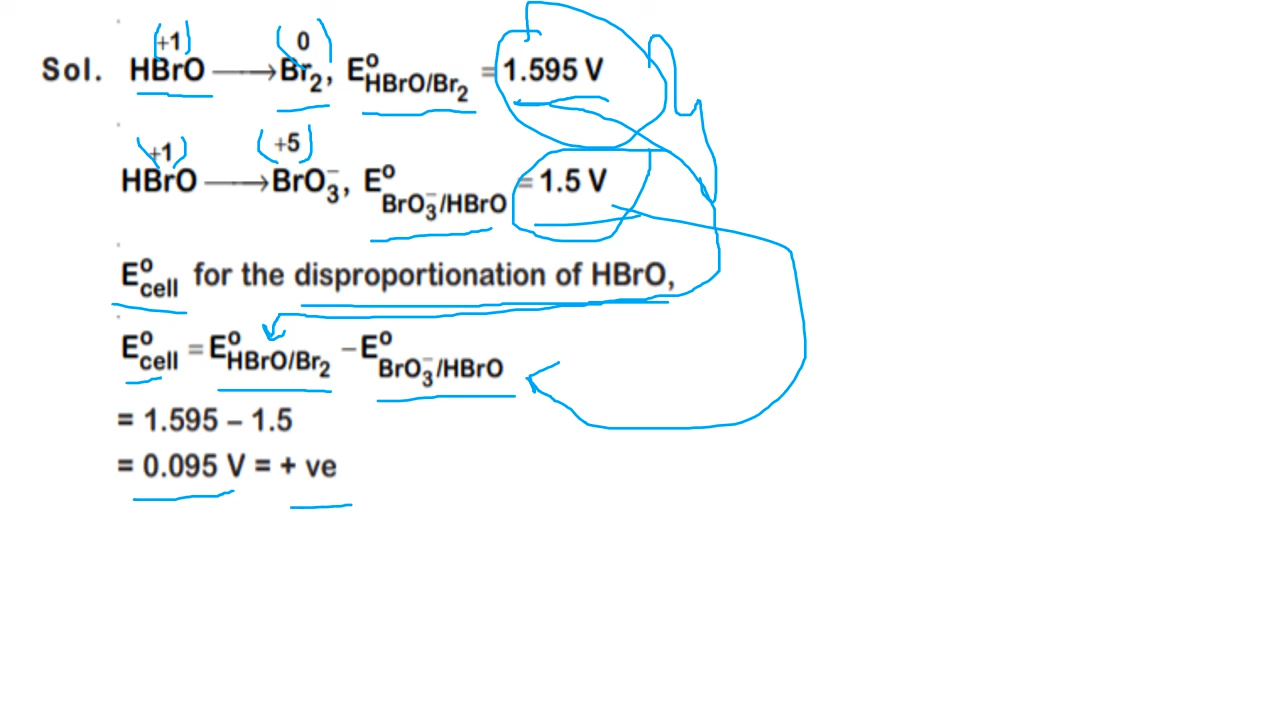 (+1) (0)
Sol. HBrO ⟶ Br₂, E°HBrO/Br₂ = 1.595 V
(+1) (+5)
HBrO ⟶ BrO₃⁻, E°BrO₃⁻/HBrO = 1.5 V
E°cell for the disproportionation of HBrO,
E°cell = E°HBrO/Br₂ − E°BrO₃⁻/HBrO
= 1.595 – 1.5
= 0.095 V = + ve